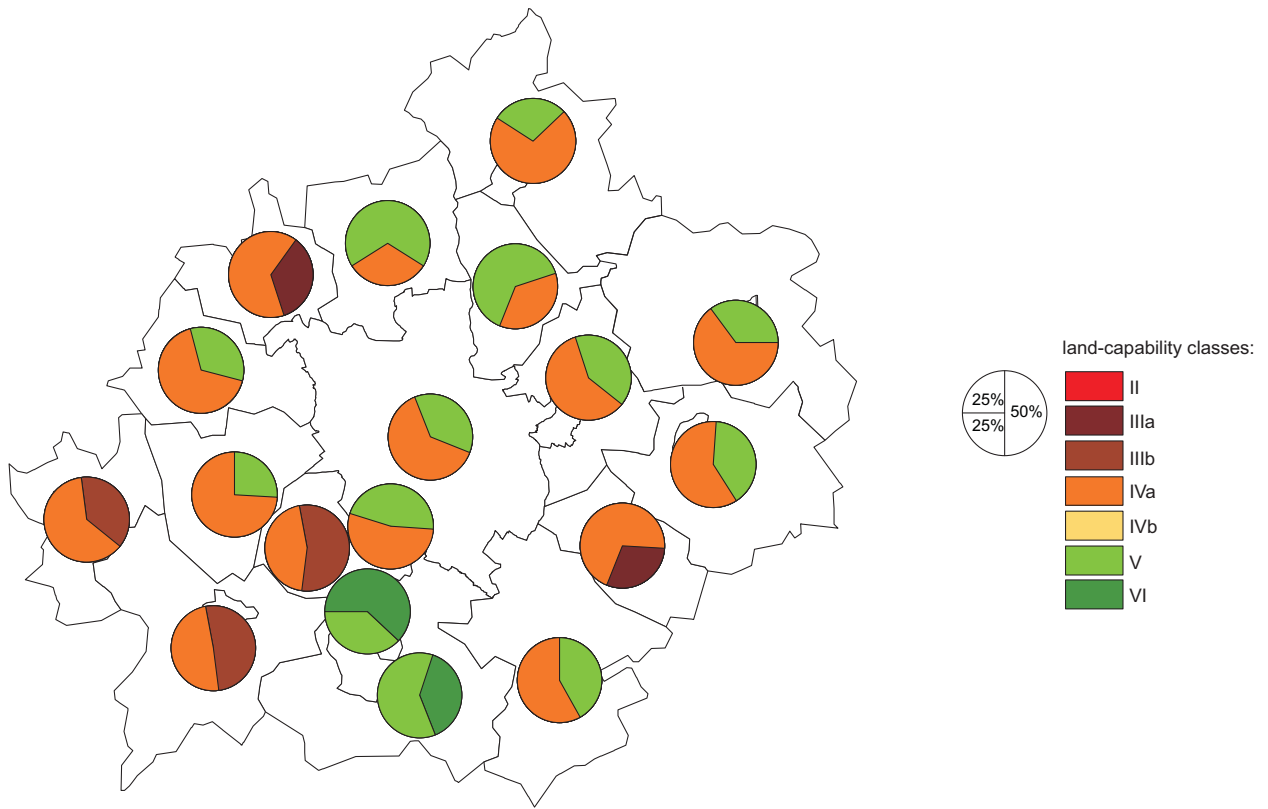 land-capability classes:
II
IIIa
IIIb
IVa
IVb
V
VI
25%
50%
25%